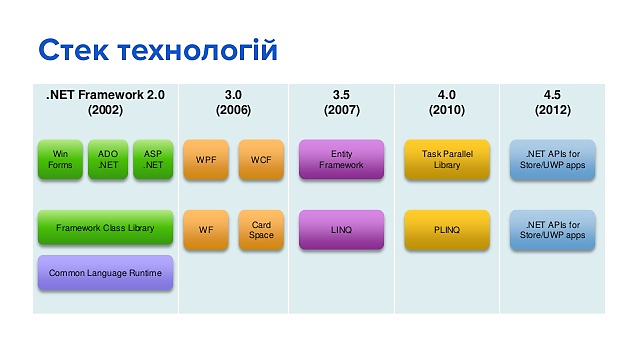 Стек технологій
.NET Framework 2.0
(2002)
3.0
(2006)
3.5
(2007)
4.0
(2010)
4.5
(2012)
Win
Forms
ADO
.NET
ASP
.NET
WPF
WCF
Entity
Framework
Task Parallel
Library
.NET APIs for
Store/UWP apps
Framework Class Library
WF
Card
Space
LINQ
PLINQ
.NET APIs for
Store/UWP apps
Common Language Runtime